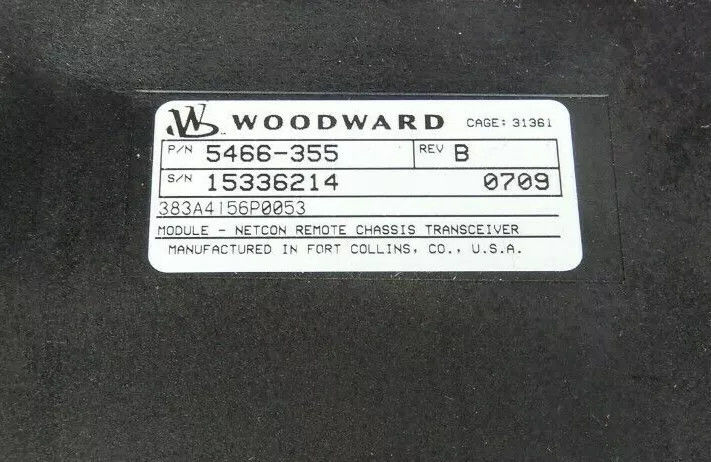 WOODWARD CAGE: 31361
P/N 5466-355 REV B
S/N 15336214 0709
383A4156P0053
MODULE - NETCON REMOTE CHASSIS TRANSCEIVER
MANUFACTURED IN FORT COLLINS, CO., U.S.A.